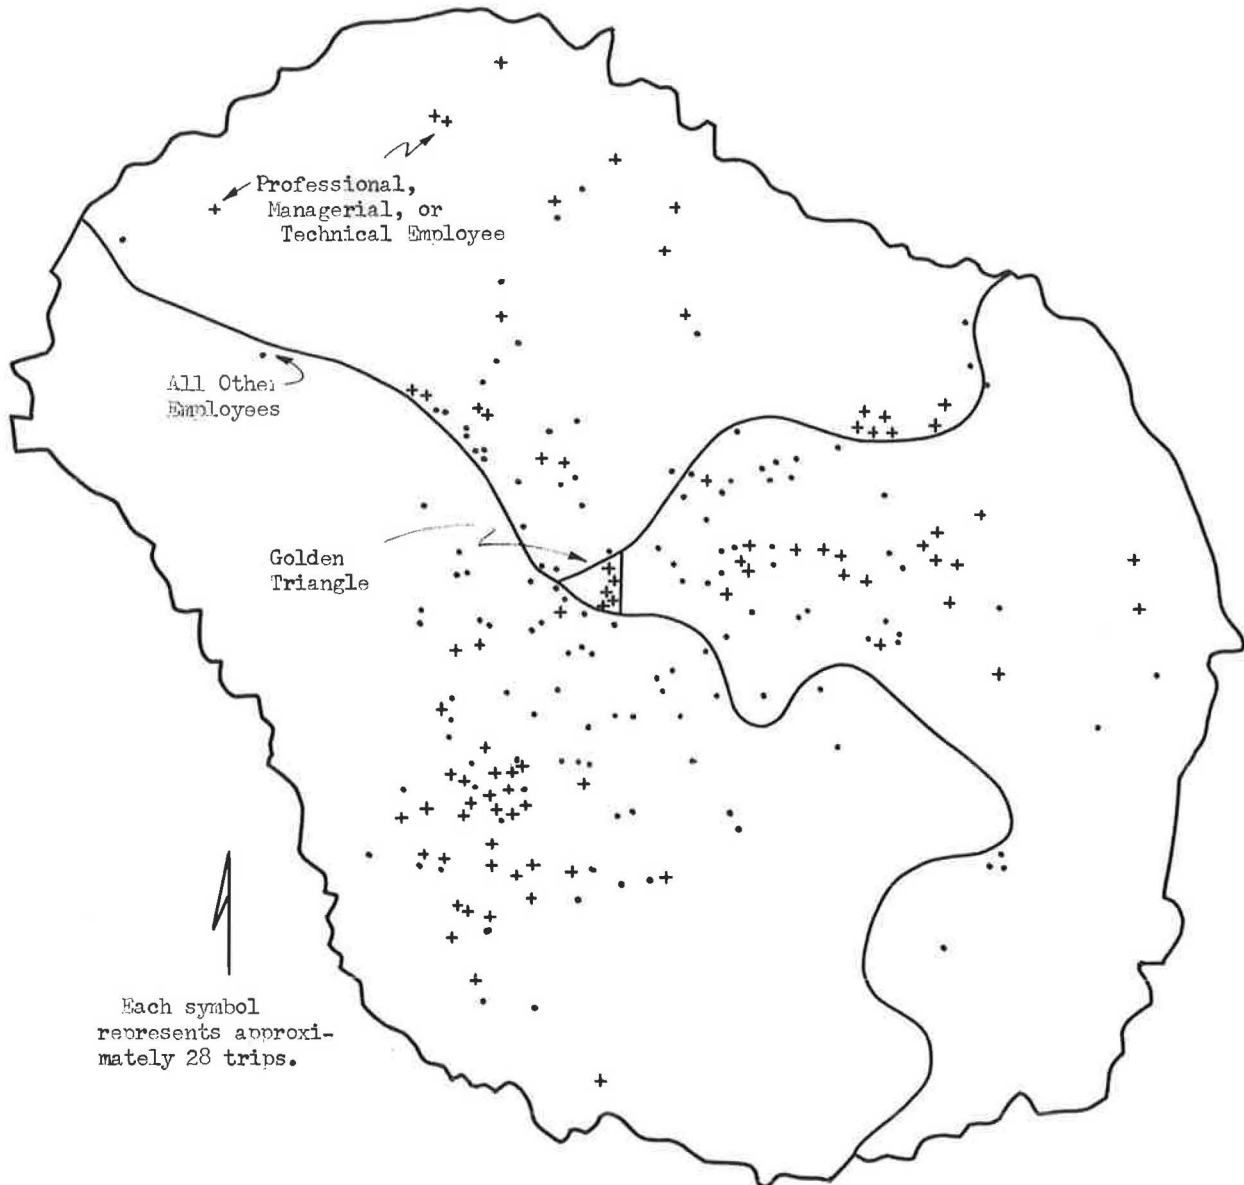 Professional,
Managerial, or
Technical Employee
All Other
Employees
Golden
Triangle
Each symbol
represents approxi-
mately 28 trips.